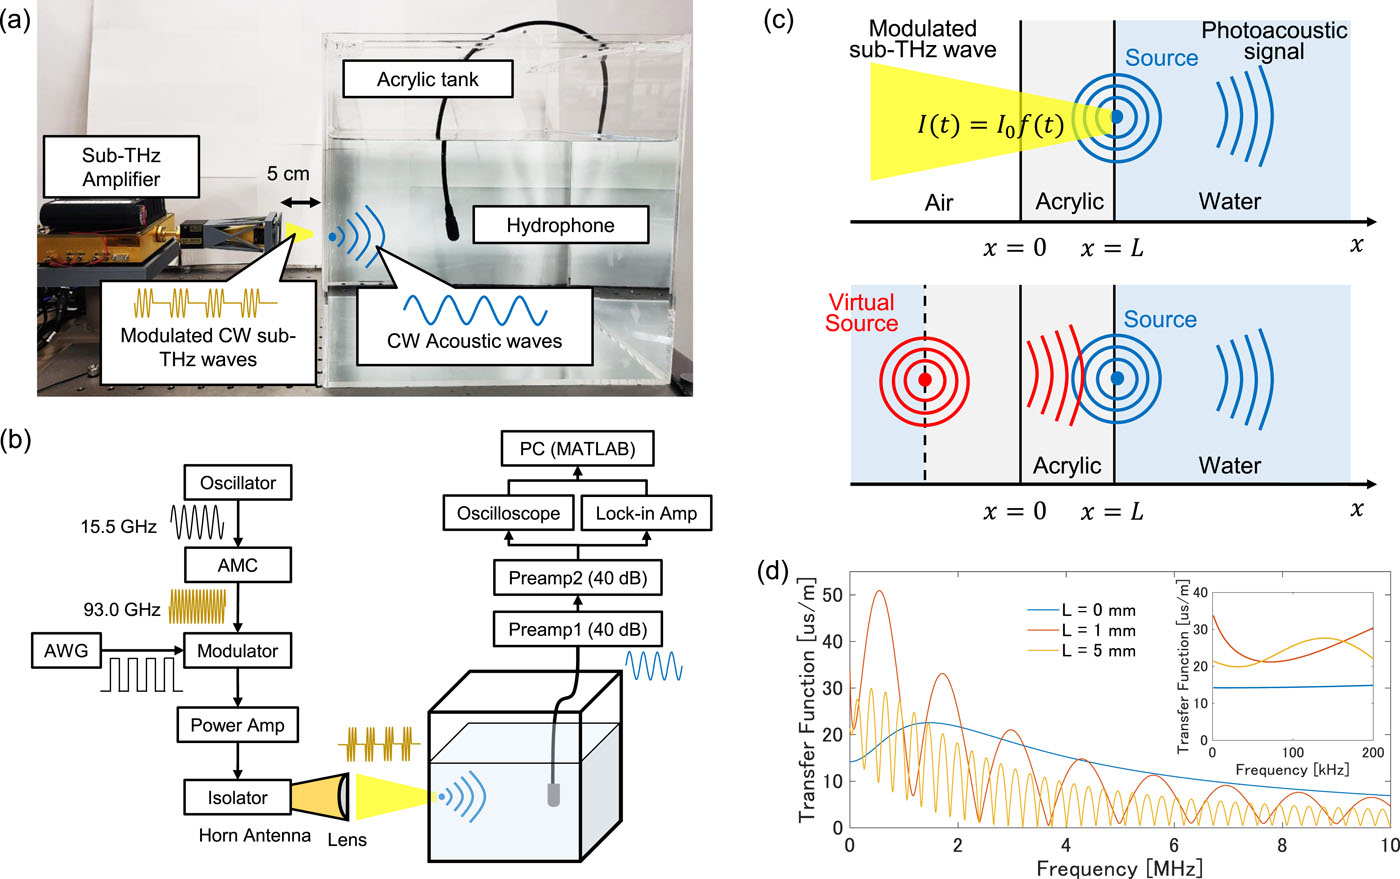 (a)
Acrylic tank
Sub-THz
Amplifier
5 cm
Hydrophone
Modulated CW sub-
THz waves
CW Acoustic waves
(b)
Oscillator
15.5 GHz
AMC
93.0 GHz
AWG
Modulator
Power Amp
Isolator
Horn Antenna
Lens
PC (MATLAB)
Oscilloscope
Lock-in Amp
Preamp2 (40 dB)
Preamp1 (40 dB)
(c)
Modulated
sub-THz wave
Photoacoustic
signal
Source
I(t) = I₀f(t)
Air
Acrylic
Water
x = 0
x = L
x
Virtual
Source
Source
Acrylic
Water
x = 0
x = L
x
(d)
Transfer Function [us/m]
50
40
30
20
10
0
0
2
4
6
8
10
Frequency [MHz]
L = 0 mm
L = 1 mm
L = 5 mm
Transfer Function [us/m]
40
30
20
10
0
0
100
200
Frequency [kHz]